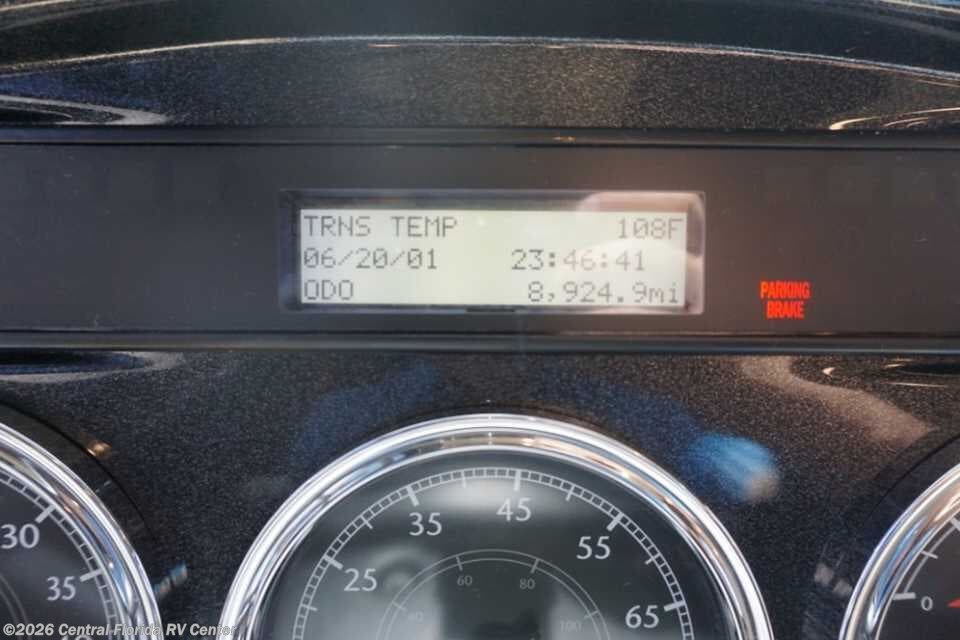 TRNS TEMP 108F
06/20/01 23:46:41
ODO 8,924.9mi
PARKING
BRAKE
30
35
25
35
45
55
65
60
80
100
0
©2026 Central Florida RV Center